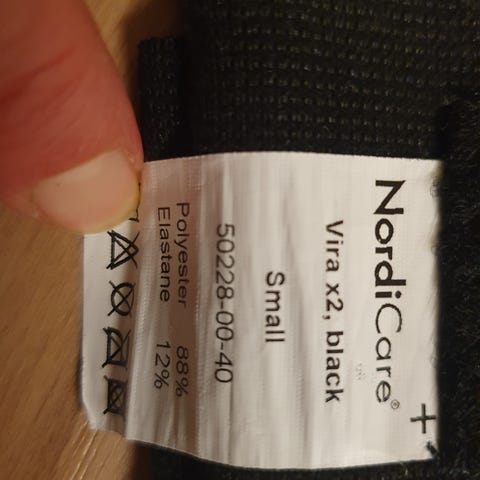 NordiCare®
Vira x2, black
Small
50228-00-40
Polyester 88%
Elastane 12%